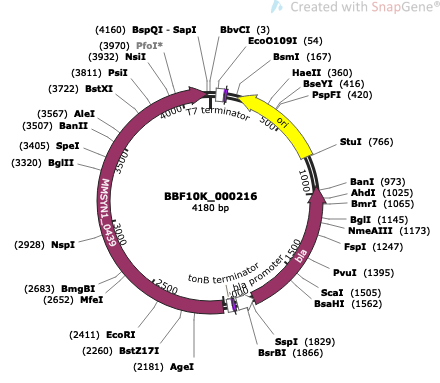 Created with SnapGene®
(4160) BspQI - SapI
BbvCI (3)
(3970) PfoI*
EcoO109I (54)
(3932) NsiI
BsmI (167)
(3811) PsiI
HaeII (360)
BseYI (416)
(3722) BstXI
PspFI (420)
4000
T7 terminator
500
ori
(3567) AleI
(3507) BanII
StuI (766)
(3405) SpeI
3500
(3320) BglII
1000
BanI (973)
AhdI (1025)
BmrI (1065)
BBF10K_000216
4180 bp
MMSYN1_0439
BglI (1145)
NmeAIII (1173)
3000
(2928) NspI
FspI (1247)
1500
bla
PvuI (1395)
tonB terminator
bla promoter
(2683) BmgBI
(2652) MfeI
2500
ScaI (1505)
BsaHI (1562)
(2411) EcoRI
SspI (1829)
(2260) BstZ17I
BsrBI (1866)
(2181) AgeI